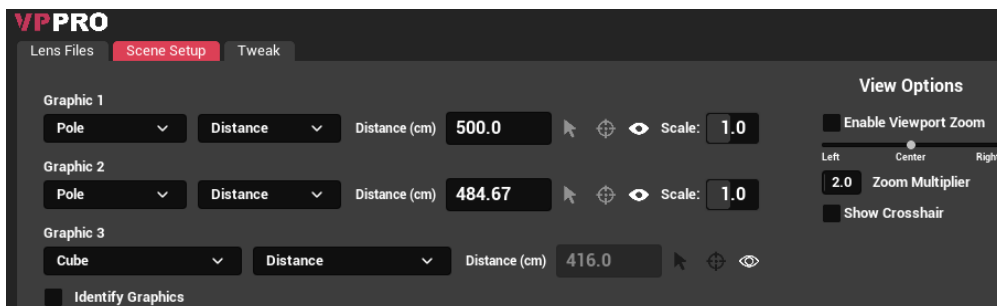 VPPRO
Lens Files Scene Setup Tweak
View Options
Graphic 1
Pole Distance Distance (cm) 500.0 Scale: 1.0
Enable Viewport Zoom
Left Center Right
Graphic 2
Pole Distance Distance (cm) 484.67 Scale: 1.0
2.0 Zoom Multiplier
Show Crosshair
Graphic 3
Cube Distance Distance (cm) 416.0
Identify Graphics